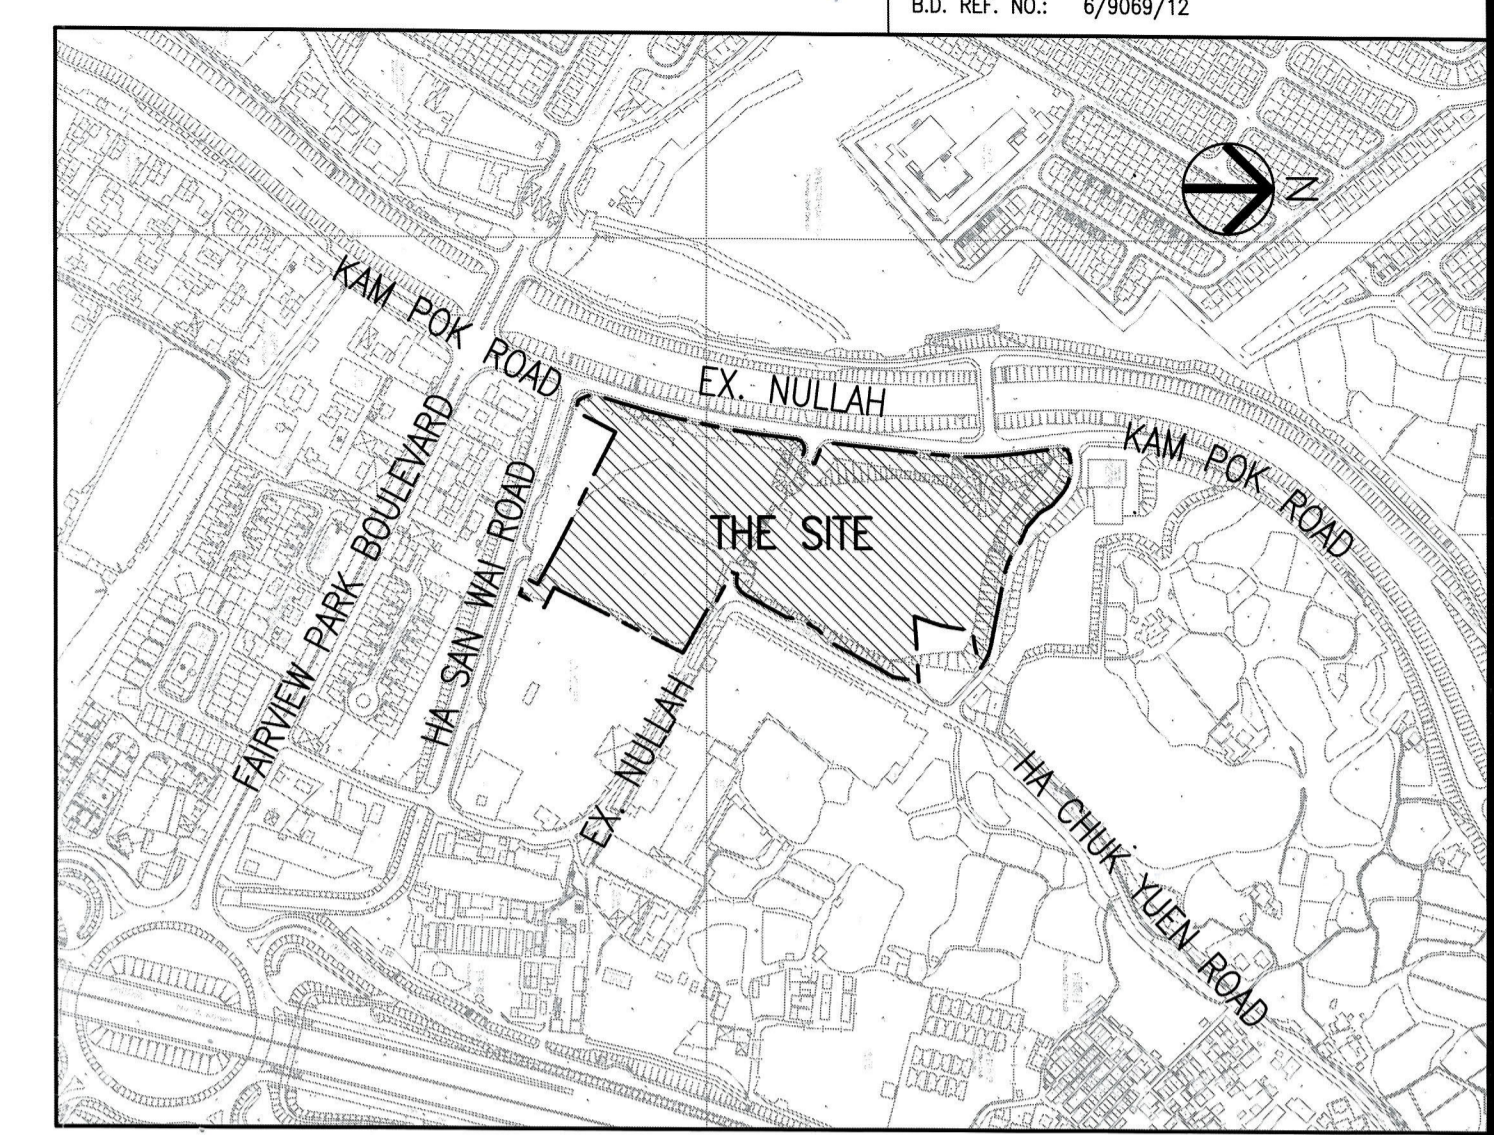 B.D. REF. NO.: 6/9069/12
N
KAM POK ROAD
EX. NULLAH
KAM POK ROAD
FAIRVIEW PARK BOULEVARD
HA SAN WAI ROAD
THE SITE
EX. NULLAH
HA CHUK YUEN ROAD